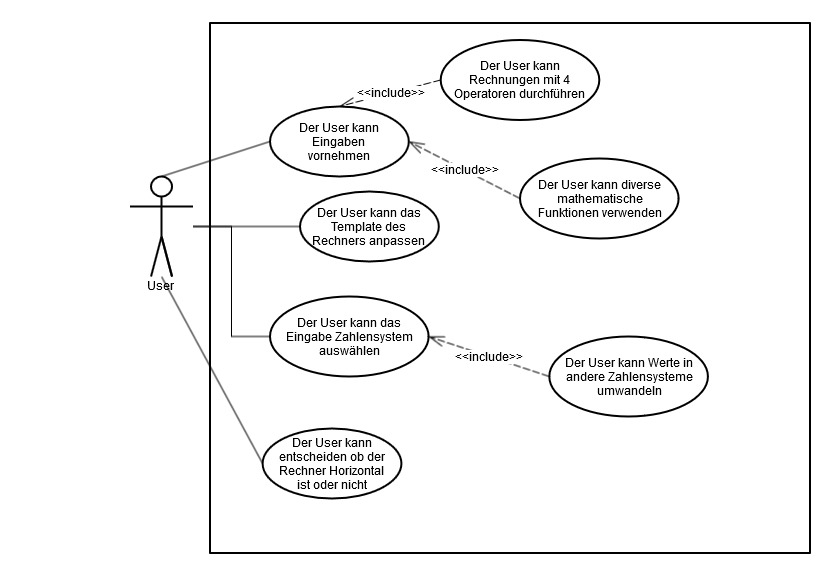 Der User kann
Rechnungen mit 4
Operatoren durchführen
<<include>>
Der User kann
Eingaben
vornehmen
<<include>>
Der User kann diverse
mathematische
Funktionen verwenden
Der User kann das
Template des
Rechners anpassen
User
Der User kann das
Eingabe Zahlensystem
auswählen
<<include>>
Der User kann Werte in
andere Zahlensysteme
umwandeln
Der User kann
entscheiden ob der
Rechner Horizontal
ist oder nicht